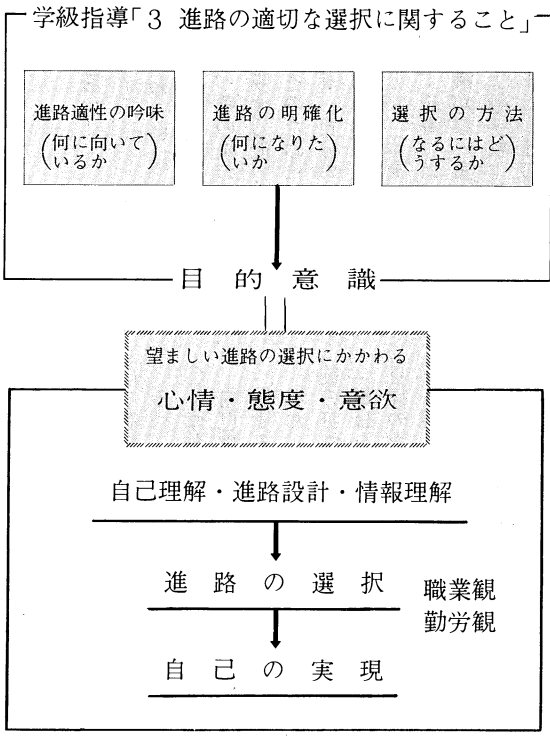 学級指導「3 進路の適切な選択に関すること」
進路適性の吟味
(何に向いて
いるか)
進路の明確化
(何になりた
いか)
選択の方法
(なるにはど
うするか)
目的意識
望ましい進路の選択にかかわる
心情・態度・意欲
自己理解・進路設計・情報理解
進路の選択
職業観
勤労観
自己の実現